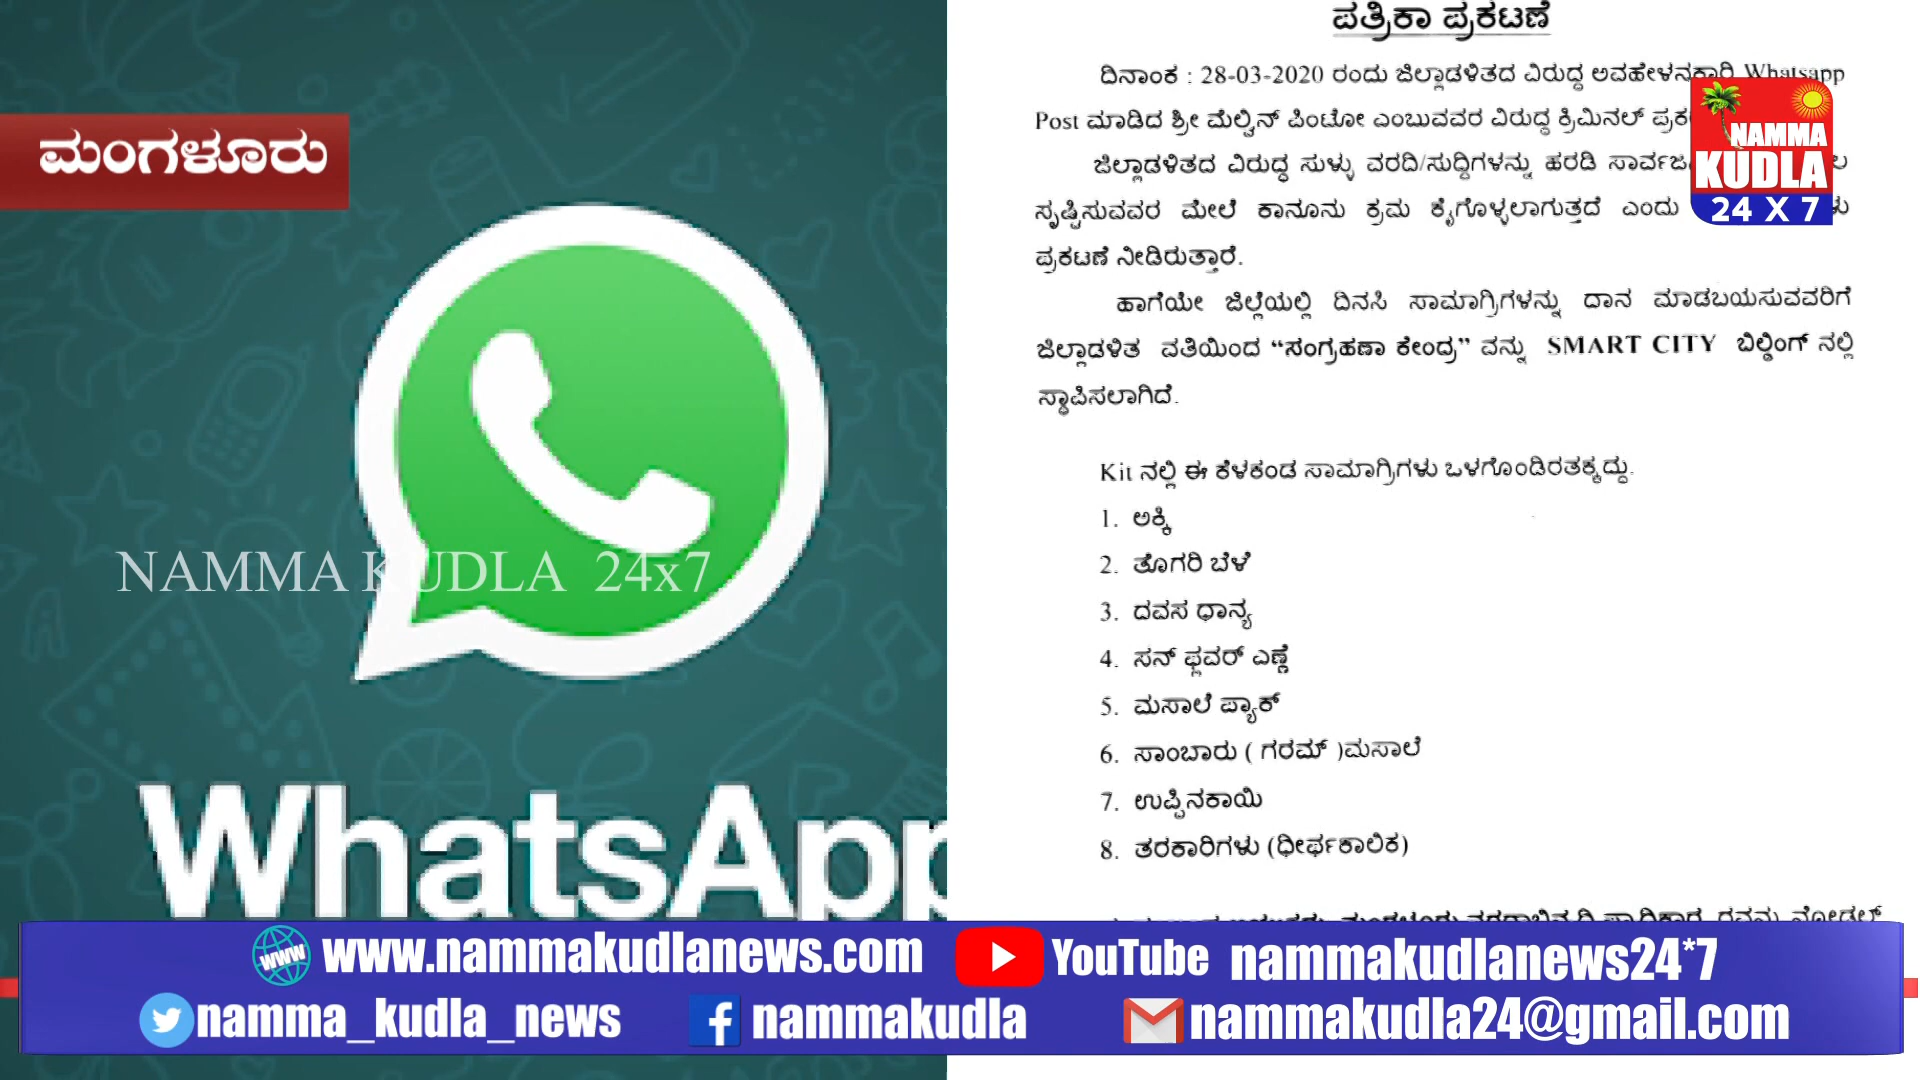 ಮಂಗಳೂರು
NAMMA KUDLA 24x7
WhatsApp
ಪತ್ರಿಕಾ ಪ್ರಕಟಣೆ
ದಿನಾಂಕ : 28-03-2020 ರಂದು ಜಿಲ್ಲಾಡಳಿತದ ವಿರುದ್ಧ ಅವಹೇಳನಕಾರಿ Whatsapp
Post ಮಾಡಿದ ಶ್ರೀ ಮೆಲ್ವಿನ್ ಪಿಂಟೋ ಎಂಬುವವರ ವಿರುದ್ಧ ಕ್ರಿಮಿನಲ್
ಜಿಲ್ಲಾಡಳಿತದ ವಿರುದ್ಧ ಸುಳ್ಳು ವರದಿ/ಸುದ್ದಿಗಳನ್ನು ಹರಡಿ
ಸೃಷ್ಟಿಸುವವರ ಮೇಲೆ ಕಾನೂನು ಕ್ರಮ ಕೈಗೊಳ್ಳಲಾಗುತ್ತದೆ ಎಂದು
ಪ್ರಕಟಣೆ ನೀಡಿರುತ್ತಾರೆ.
ಹಾಗೆಯೇ ಜಿಲ್ಲೆಯಲ್ಲಿ ದಿನಸಿ ಸಾಮಾಗ್ರಿಗಳನ್ನು ದಾನ ಮಾಡಬಯಸುವವರಿಗೆ
ಜಿಲ್ಲಾಡಳಿತ ವತಿಯಿಂದ “ಸಂಗ್ರಹಣಾ ಕೇಂದ್ರ” ವನ್ನು SMART CITY ಬಿಲ್ಡಿಂಗ್ ನಲ್ಲಿ
ಸ್ಥಾಪಿಸಲಾಗಿದೆ.
Kit ನಲ್ಲಿ ಈ ಕೆಳಕಂಡ ಸಾಮಾಗ್ರಿಗಳು ಒಳಗೊಂಡಿರತಕ್ಕದ್ದು.
1. ಅಕ್ಕಿ
2. ತೊಗರಿ ಬೆಳೆ
3. ದವಸ ಧಾನ್ಯ
4. ಸನ್ ಫ್ಲವರ್ ಎಣ್ಣೆ
5. ಮಸಾಲೆ ಪ್ಯಾಕ್
6. ಸಾಂಬಾರು ( ಗರಮ್ )ಮಸಾಲೆ
7. ಉಪ್ಪಿನಕಾಯಿ
8. ತರಕಾರಿಗಳು (ಧೀರ್ಘಕಾಲಿಕ)
NAMMA
KUDLA
24 X 7
www.nammakudlanews.com YouTube nammakudlanews24*7
namma_kudla_news nammakudla nammakudla24@gmail.com